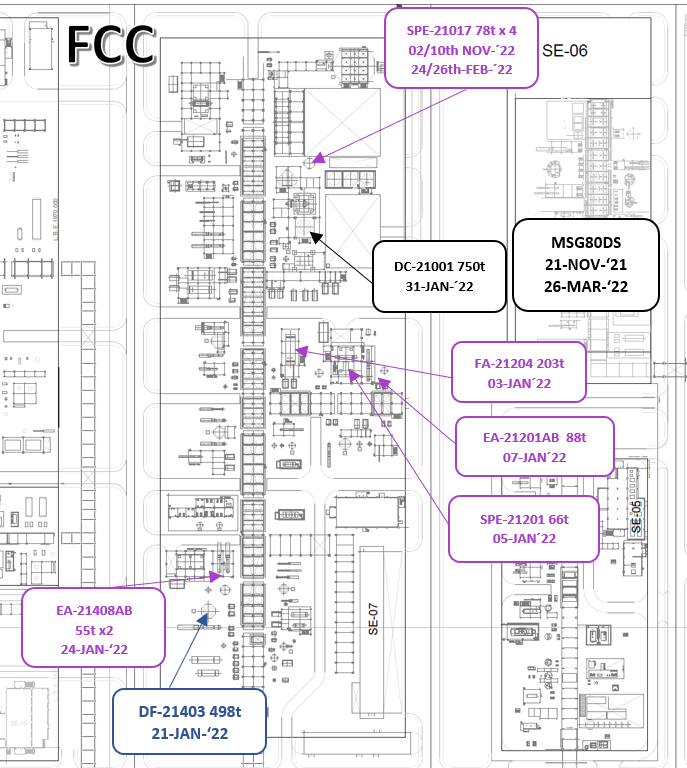 FCC
SPE-21017 78t x 4
02/10th NOV-´22
24/26th-FEB-´22
SE-06
DC-21001 750t
31-JAN-´22
MSG80DS
21-NOV-‘21
26-MAR-‘22
FA-21204 203t
03-JAN´22
EA-21201AB 88t
07-JAN´22
SPE-21201 66t
05-JAN´22
SE-05
EA-21408AB
55t x2
24-JAN-‘22
SE-07
DF-21403 498t
21-JAN-‘22